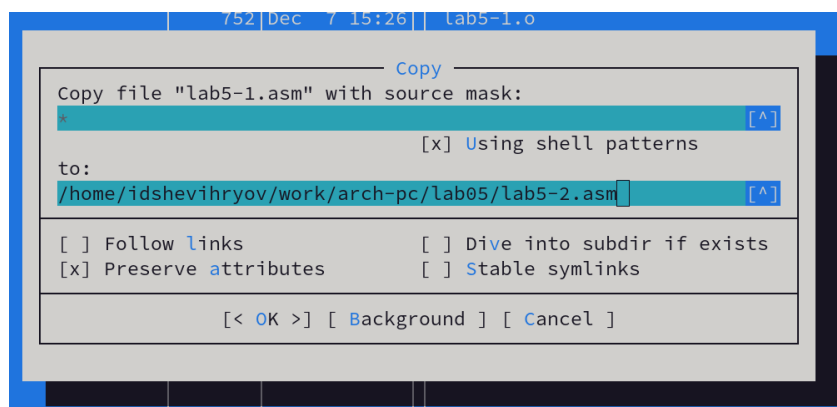 752 Dec 7 15:26 lab5-1.o
Copy
Copy file "lab5-1.asm" with source mask:
* [^]
[x] Using shell patterns
to:
/home/idshevihryov/work/arch-pc/lab05/lab5-2.asm [^]
[ ] Follow links [ ] Dive into subdir if exists
[x] Preserve attributes [ ] Stable symlinks
[< OK >] [ Background ] [ Cancel ]